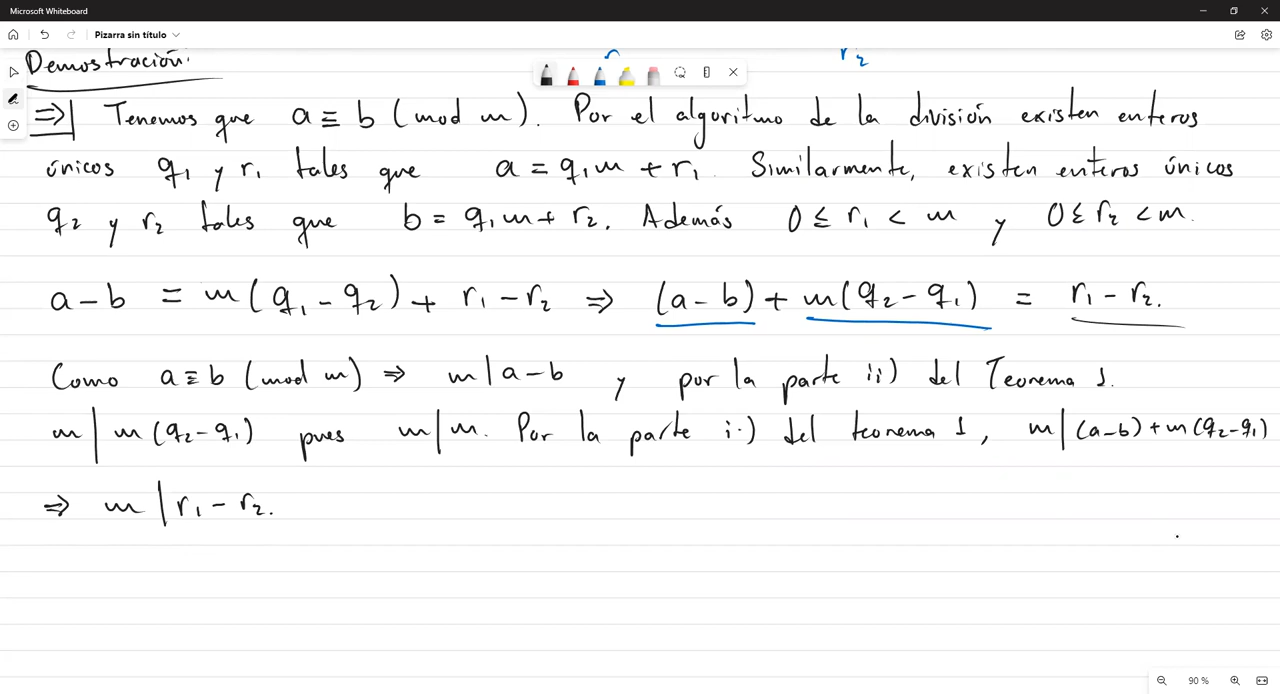 Microsoft Whiteboard
Pizarra sin título
Demostración:
r2
⇒| Tenemos que a ≡ b (mod m). Por el algoritmo de la división existen enteros
únicos q1 y r1 tales que a = q1m + r1. Similarmente, existen enteros únicos
q2 y r2 tales que b = q1m + r2. Además 0 ≤ r1 < m y 0 ≤ r2 < m.
a - b = m(q1 - q2) + r1 - r2 ⇒ (a - b) + m(q2 - q1) = r1 - r2.
Como a ≡ b (mod m) ⇒ m | a - b y por la parte ii) del Teorema 1.
m | m(q2 - q1) pues m | m. Por la parte i.) del teorema 1, m | (a-b) + m(q2-q1)
⇒ m | r1 - r2.
90 %